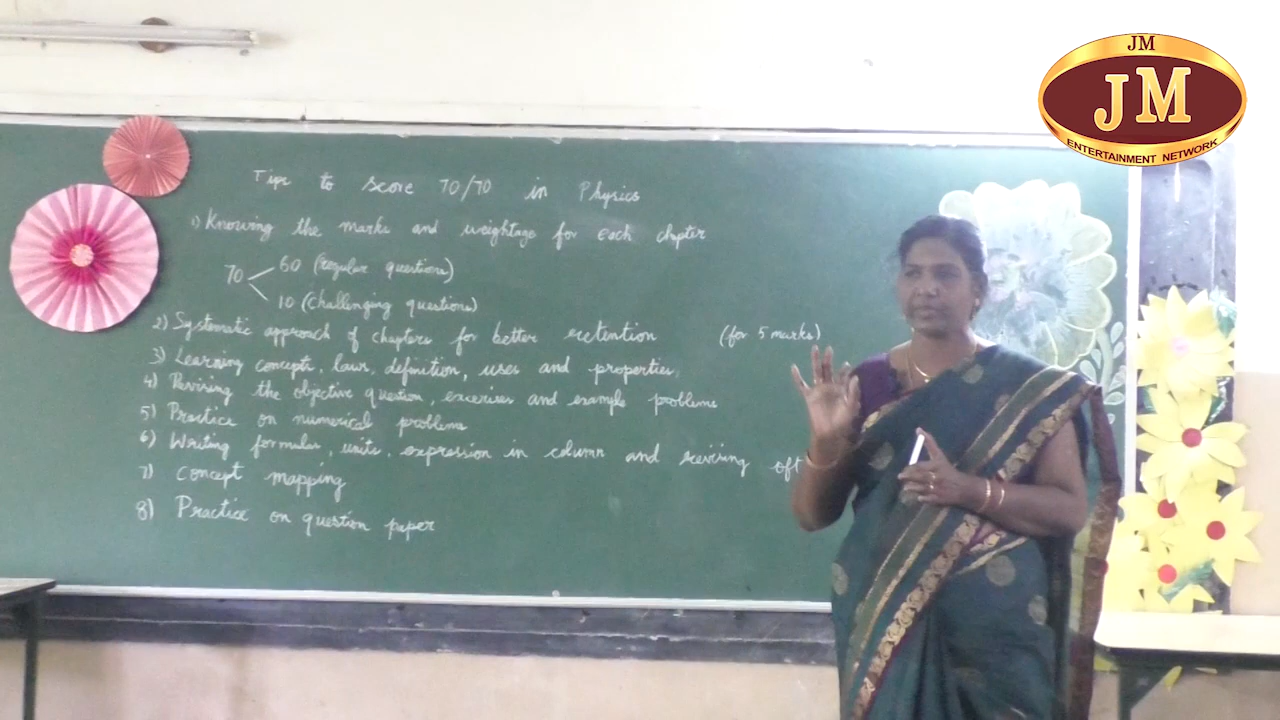 JM
JM
ENTERTAINMENT NETWORK
Tips to score 70/70 in Physics
1) Knowing the marks and weightage for each chapter
70
60 (regular questions)
10 (challenging questions)
2) Systematic approach of chapters for better retention (for 5 marks)
3) Learning concepts, laws, definition, uses and properties,
4) Revising the objective question, excerises and example problems
5) Practice on numerical problems
6) Writing formulas, units, expression in column and revising oft
7) Concept mapping
8) Practice on question paper